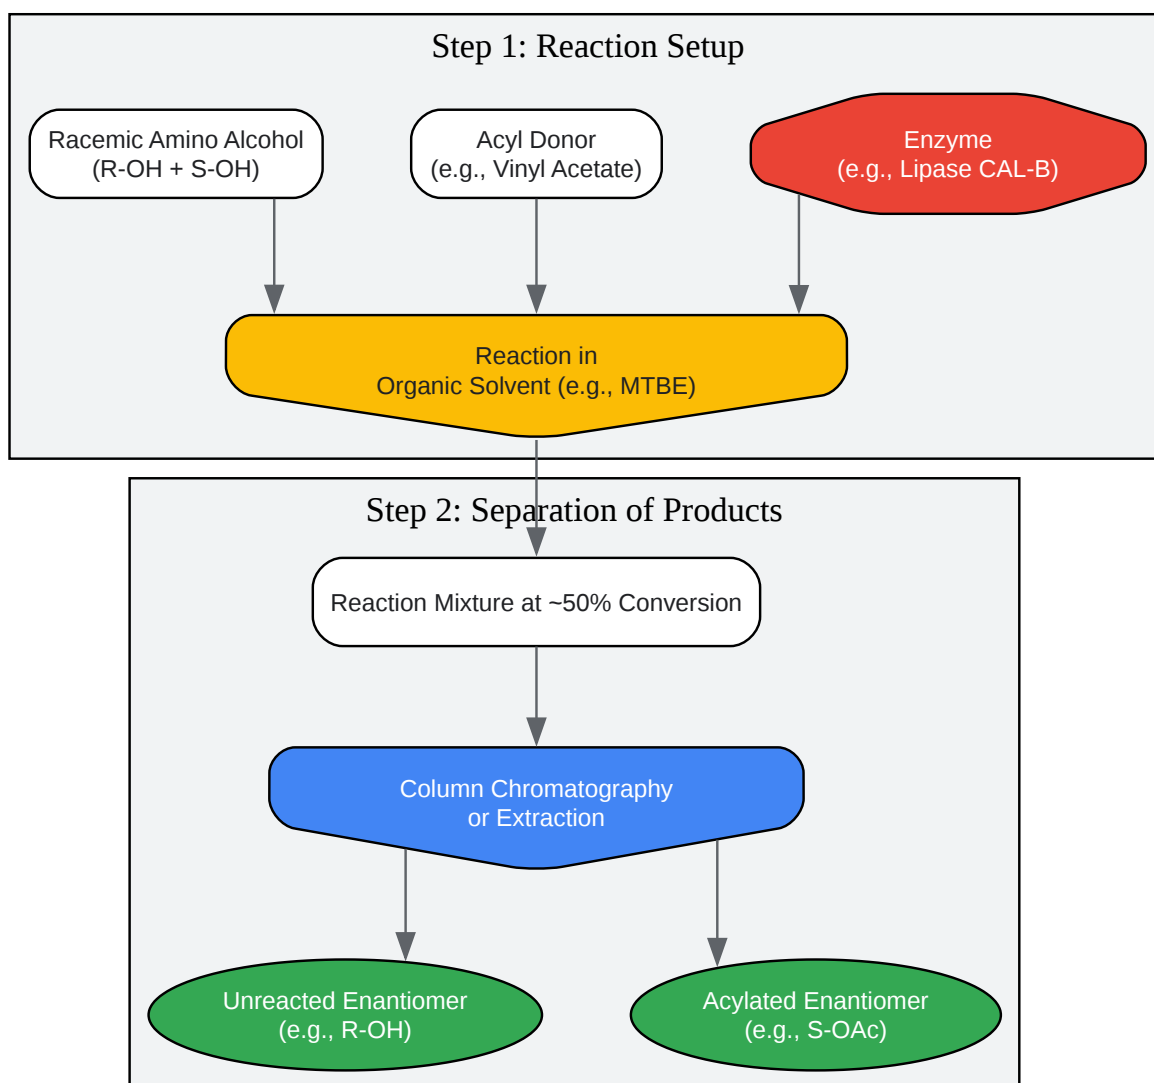 Step 1: Reaction Setup
Racemic Amino Alcohol
(R-OH + S-OH)
Acyl Donor
(e.g., Vinyl Acetate)
Enzyme
(e.g., Lipase CAL-B)
Reaction in
Organic Solvent (e.g., MTBE)
Step 2: Separation of Products
Reaction Mixture at ~50% Conversion
Column Chromatography
or Extraction
Unreacted Enantiomer
(e.g., R-OH)
Acylated Enantiomer
(e.g., S-OAc)